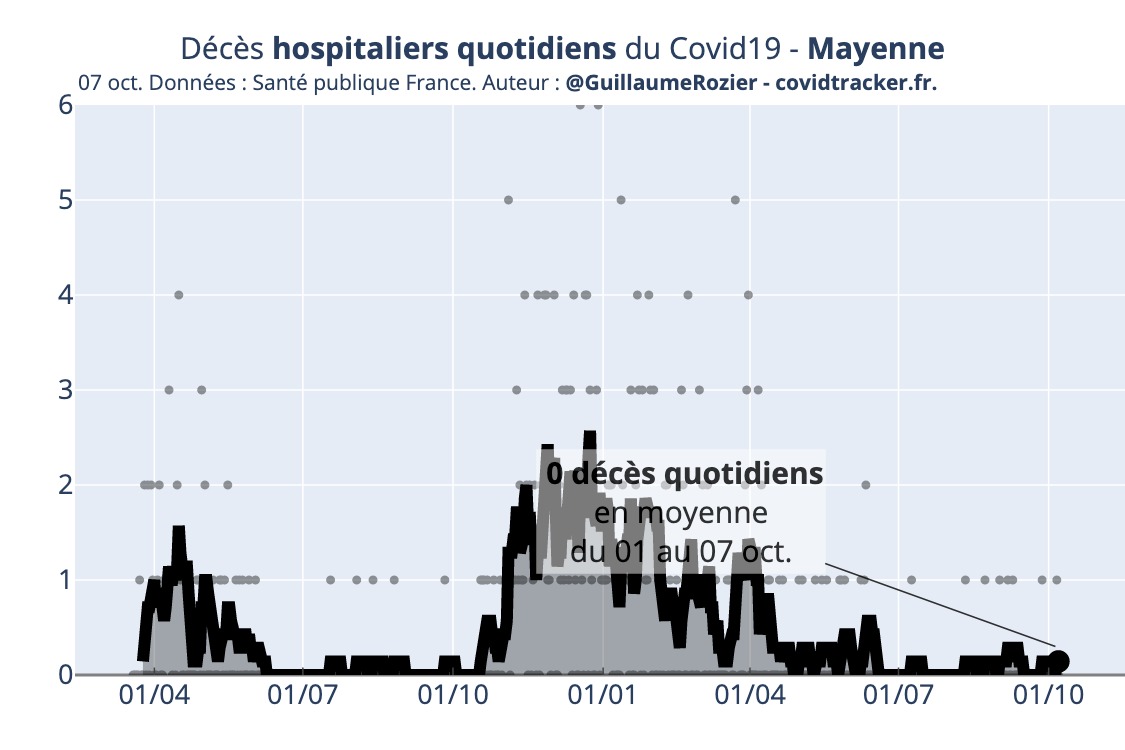 Décès hospitaliers quotidiens du Covid19 - Mayenne
07 oct. Données : Santé publique France. Auteur : @GuillaumeRozier - covidtracker.fr.
6
5
4
3
2
1
0
0 décès quotidiens
en moyenne
du 01 au 07 oct.
01/04 01/07 01/10 01/01 01/04 01/07 01/10